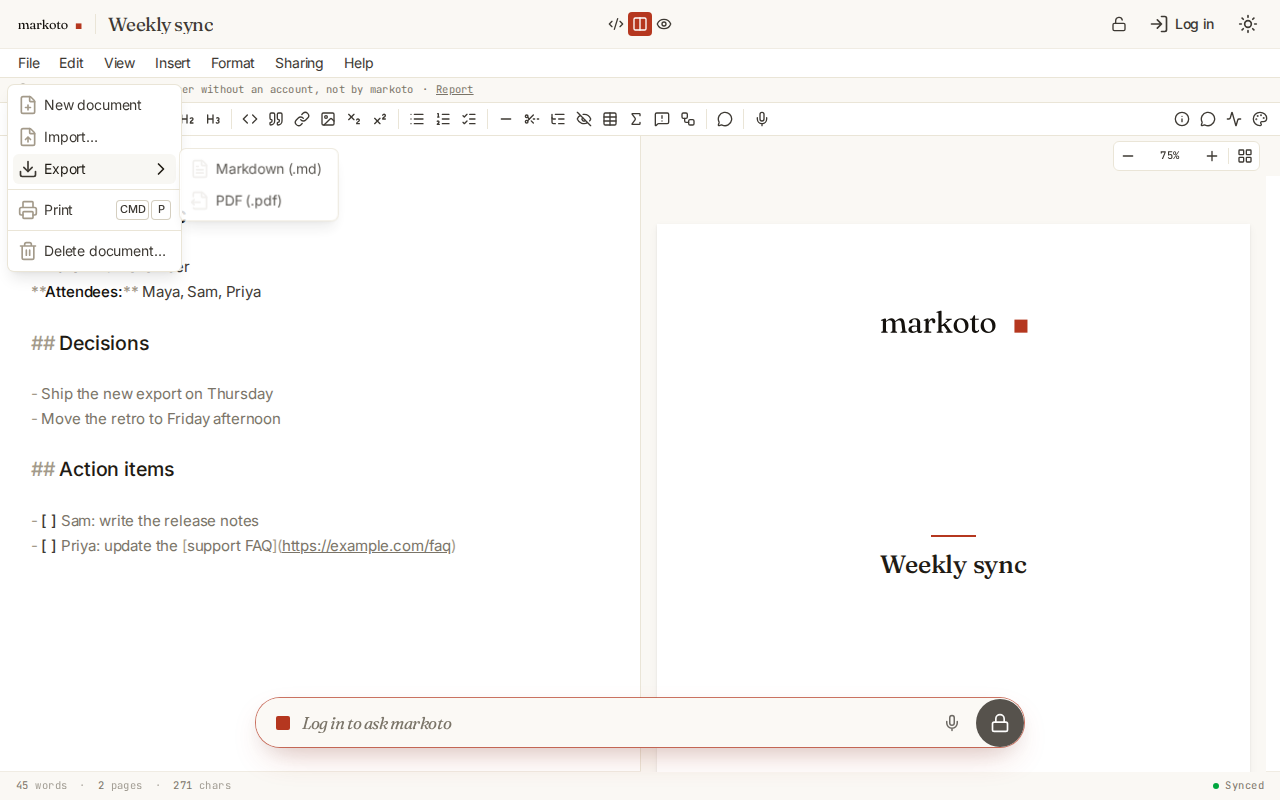 markoto
Weekly sync
Log in
File Edit View Insert Format Sharing Help
er without an account, not by markoto · Report
New document
Import...
Export
Print CMD P
Delete document...
Markdown (.md)
PDF (.pdf)
H2 H3
75%
**Attendees:** Maya, Sam, Priya
## Decisions
- Ship the new export on Thursday
- Move the retro to Friday afternoon
## Action items
- [ ] Sam: write the release notes
- [ ] Priya: update the [support FAQ](https://example.com/faq)
markoto
Weekly sync
Log in to ask markoto
45 words · 2 pages · 271 chars
Synced